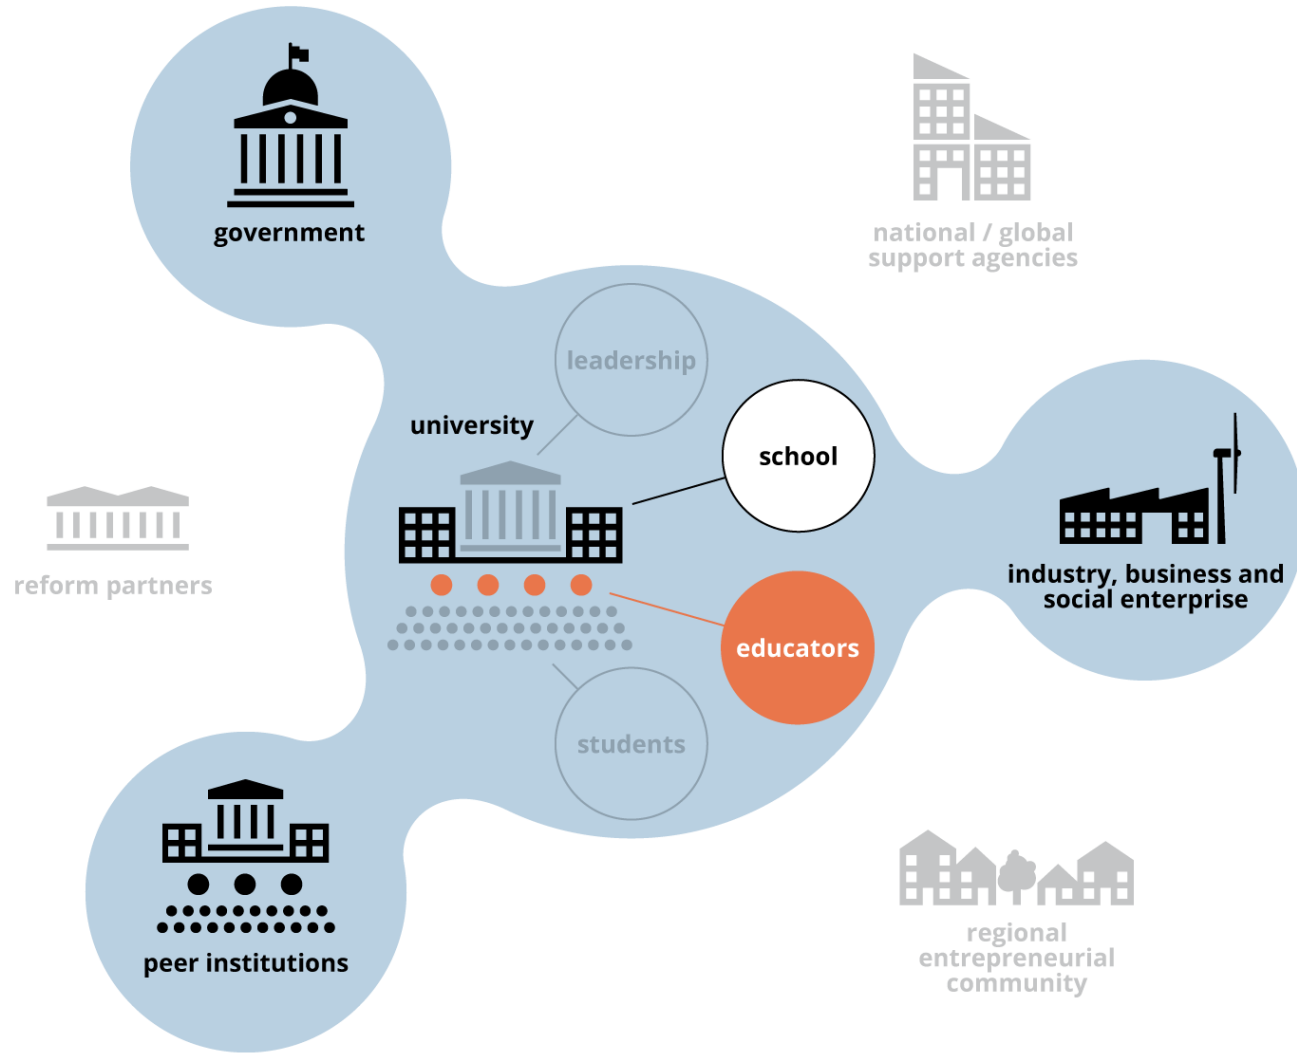 government
national / global
support agencies
leadership
university
school
reform partners
industry, business and
social enterprise
educators
students
peer institutions
regional
entrepreneurial
community